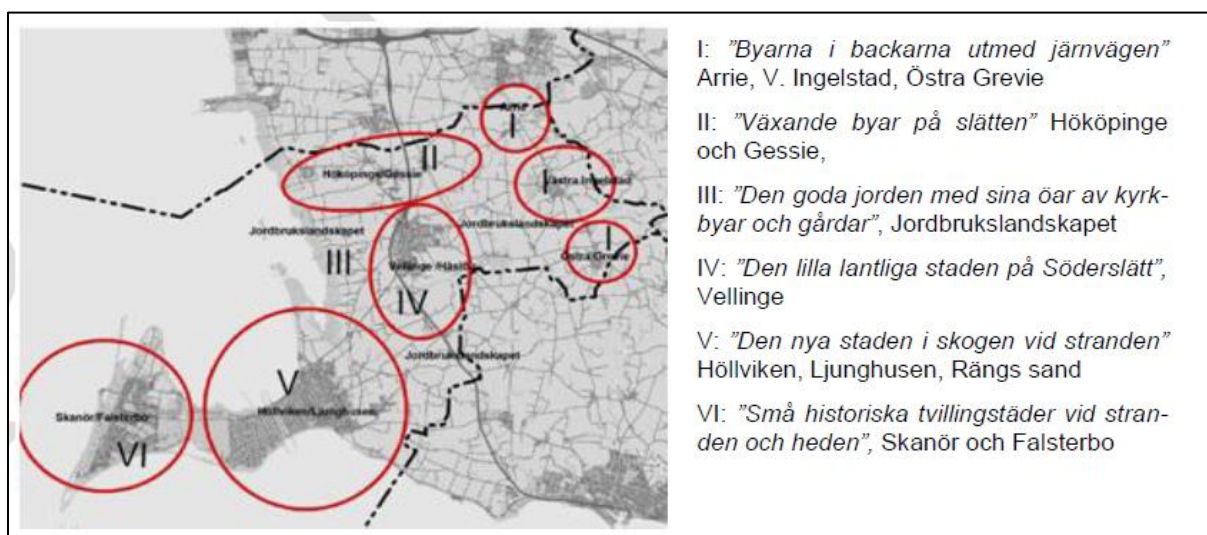 Arrie
I
II
Hököpinge/Gessie
I
Västra Ingelstad
Jordbrukslandskapet
Jordbrukslandskapet
III
I
Östra Grevie
Vellinge /Häslöv
IV
Jordbrukslandskapet
V
Höllviken/Ljunghusen
Skanör/Falsterbo
VI
I: ”Byarna i backarna utmed järnvägen”
Arrie, V. Ingelstad, Östra Grevie
II: ”Växande byar på slätten” Hököpinge
och Gessie,
III: ”Den goda jorden med sina öar av kyrk-
byar och gårdar”, Jordbrukslandskapet
IV: ”Den lilla lantliga staden på Söderslätt”,
Vellinge
V: ”Den nya staden i skogen vid stranden”
Höllviken, Ljunghusen, Rängs sand
VI: ”Små historiska tvillingstäder vid stran-
den och heden”, Skanör och Falsterbo